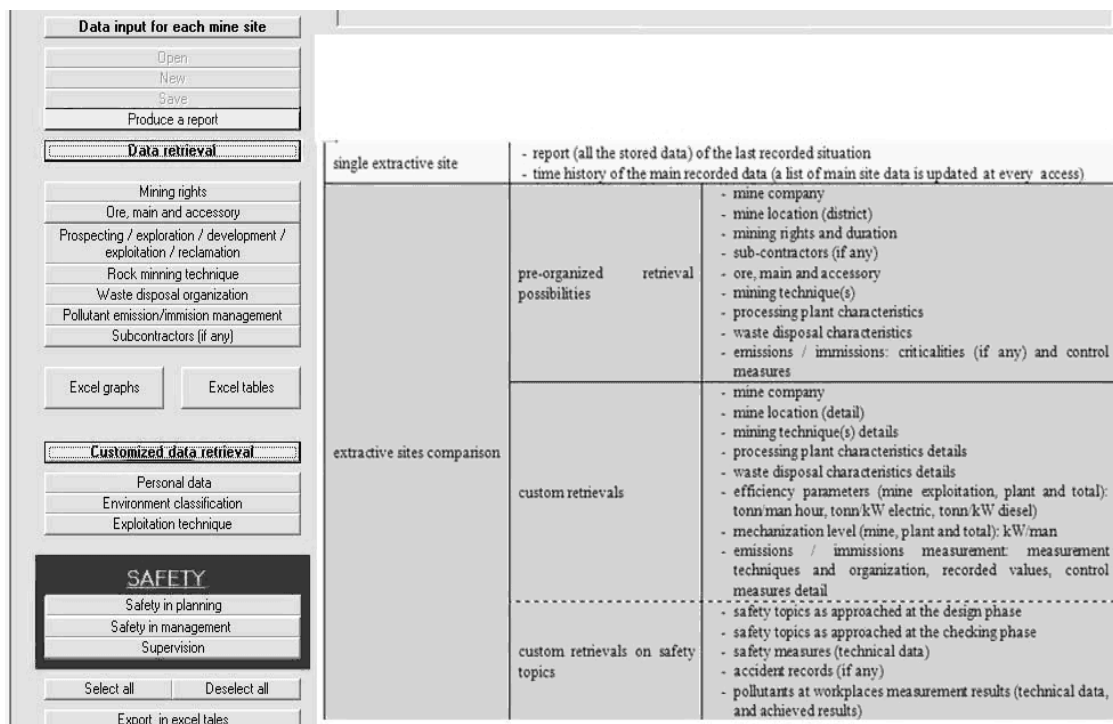 Data input for each mine site
Open
New
Save
Produce a report
Data retrieval
Mining rights
Ore, main and accessory
Prospecting / exploration / development /
exploitation / reclamation
Rock minning technique
Waste disposal organization
Pollutant emission/immision management
Subcontractors (if any)
Excel graphs
Excel tables
Customized data retrieval
Personal data
Environment classification
Exploitation technique
SAFETY
Safety in planning
Safety in management
Supervision
Select all
Deselect all
Export in excel tales
single extractive site
- report (all the stored data) of the last recorded situation
- time history of the main recorded data (a list of main site data is updated at every access)
extractive sites comparison
pre-organized retrieval
possibilities
- mine company
- mine location (district)
- mining rights and duration
- sub-contractors (if any)
- ore, main and accessory
- mining technique(s)
- processing plant characteristics
- waste disposal characteristics
- emissions / immissions: criticalities (if any) and control
measures
custom retrievals
- mine company
- mine location (detail)
- mining technique(s) details
- processing plant characteristics details
- waste disposal characteristics details
- efficiency parameters (mine exploitation, plant and total):
tonn/man hour, tonn/kW electric, tonn/kW diesel)
- mechanization level (mine, plant and total): kW/man
- emissions / immissions measurement: measurement
techniques and organization, recorded values, control
measures detail
custom retrievals on safety
topics
- safety topics as approached at the design phase
- safety topics as approached at the checking phase
- safety measures (technical data)
- accident records (if any)
- pollutants at workplaces measurement results (technical data,
and achieved results)